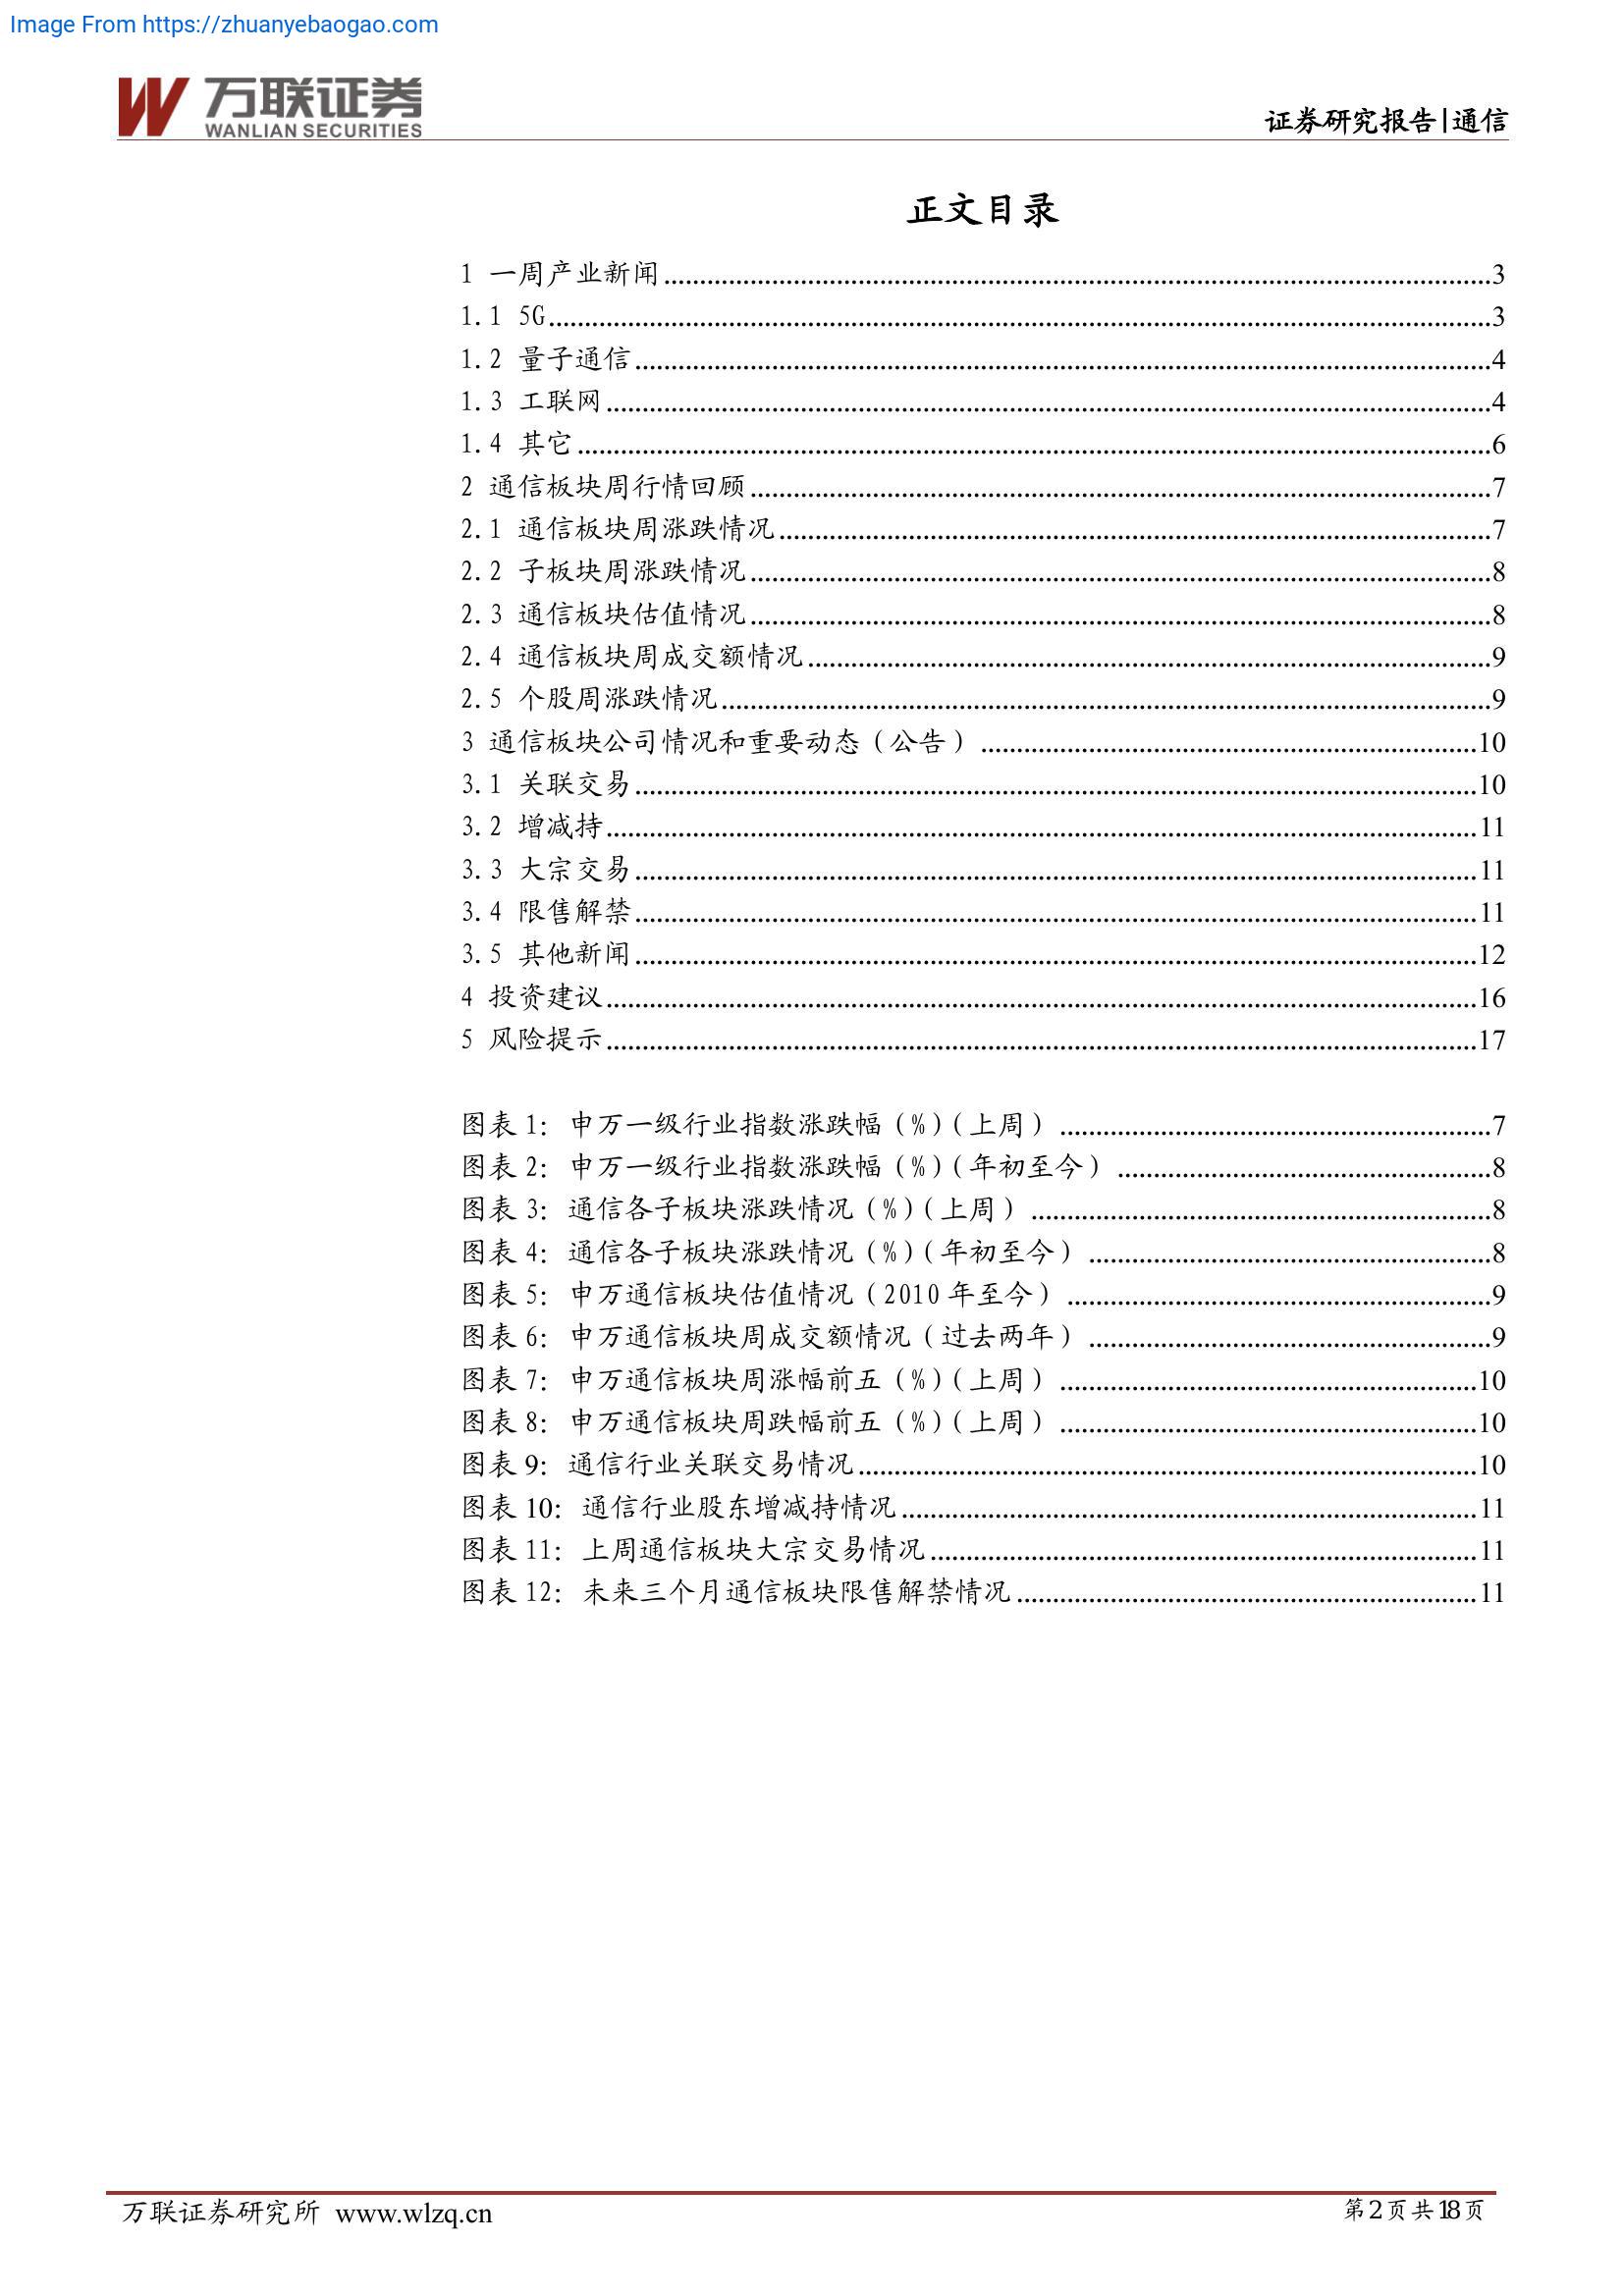 Image From https://zhuanyebaogao.com
万联证券
WANLIAN SECURITIES
证券研究报告|通信
正文目录
1 一周产业新闻........................3
1.1 5G........................3
1.2 量子通信........................4
1.3 工联网........................4
1.4 其它........................6
2 通信板块周行情回顾........................7
2.1 通信板块周涨跌情况........................7
2.2 子板块周涨跌情况........................8
2.3 通信板块估值情况........................8
2.4 通信板块周成交额情况........................9
2.5 个股周涨跌情况........................9
3 通信板块公司情况和重要动态（公告）........................10
3.1 关联交易........................10
3.2 增减持........................11
3.3 大宗交易........................11
3.4 限售解禁........................11
3.5 其他新闻........................12
4 投资建议........................16
5 风险提示........................17
图表 1：申万一级行业指数涨跌幅（%）（上周）........................7
图表 2：申万一级行业指数涨跌幅（%）（年初至今）........................8
图表 3：通信各子板块涨跌情况（%）（上周）........................8
图表 4：通信各子板块涨跌情况（%）（年初至今）........................8
图表 5：申万通信板块估值情况（2010 年至今）........................9
图表 6：申万通信板块周成交额情况（过去两年）........................9
图表 7：申万通信板块周涨幅前五（%）（上周）........................10
图表 8：申万通信板块周跌幅前五（%）（上周）........................10
图表 9：通信行业关联交易情况........................10
图表 10：通信行业股东增减持情况........................11
图表 11：上周通信板块大宗交易情况........................11
图表 12：未来三个月通信板块限售解禁情况........................11
万联证券研究所 www.wlzq.cn
第2页共18页